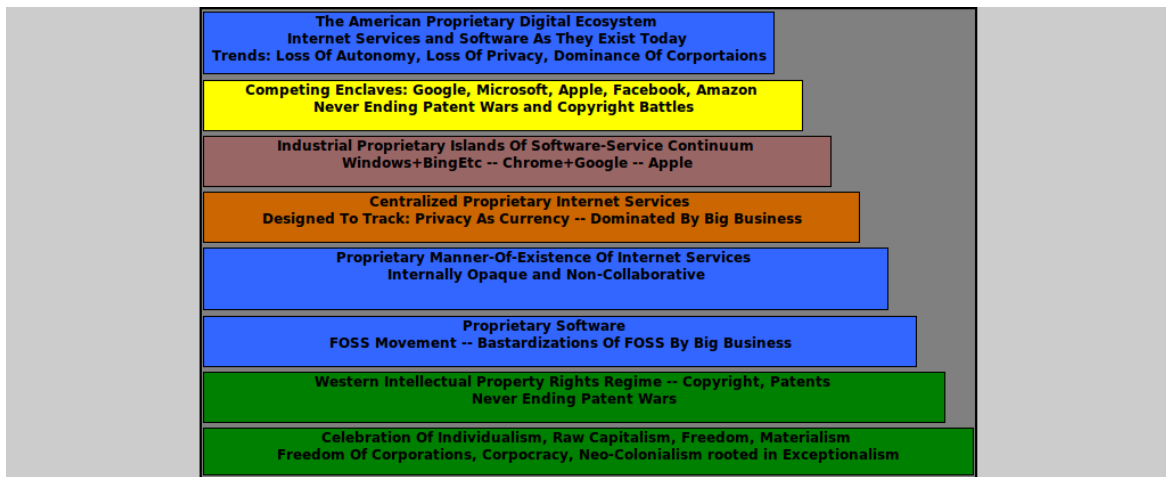 The American Proprietary Digital Ecosystem
Internet Services and Software As They Exist Today
Trends: Loss Of Autonomy, Loss Of Privacy, Dominance Of Corportaions
Competing Enclaves: Google, Microsoft, Apple, Facebook, Amazon
Never Ending Patent Wars and Copyright Battles
Industrial Proprietary Islands Of Software-Service Continuum
Windows+BingEtc -- Chrome+Google -- Apple
Centralized Proprietary Internet Services
Designed To Track: Privacy As Currency -- Dominated By Big Business
Proprietary Manner-Of-Existence Of Internet Services
Internally Opaque and Non-Collaborative
Proprietary Software
FOSS Movement -- Bastardizations Of FOSS By Big Business
Western Intellectual Property Rights Regime -- Copyright, Patents
Never Ending Patent Wars
Celebration Of Individualism, Raw Capitalism, Freedom, Materialism
Freedom Of Corporations, Corpocracy, Neo-Colonialism rooted in Exceptionalism